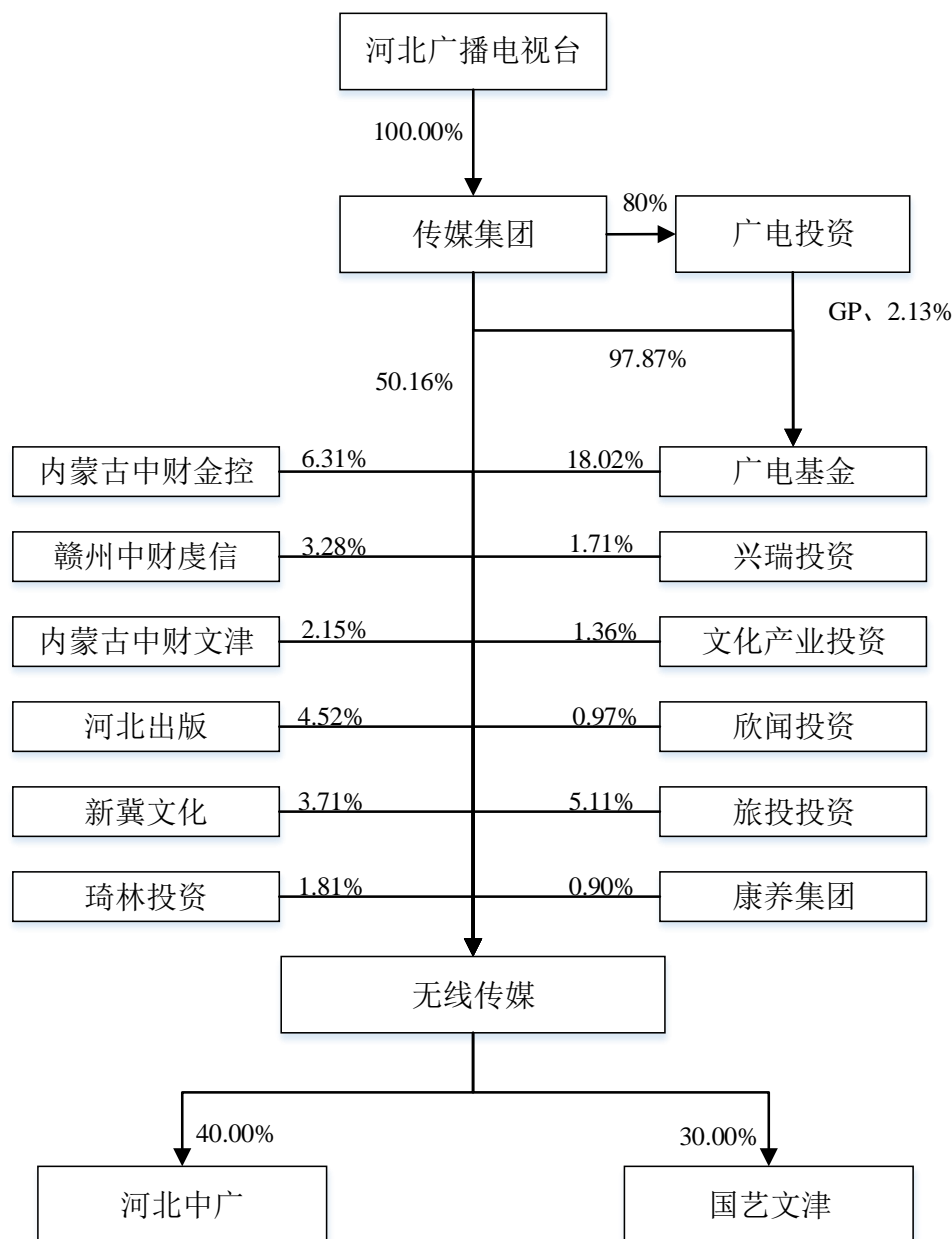 河北广播电视台
100.00%
传媒集团
80%
广电投资
GP、2.13%
97.87%
50.16%
内蒙古中财金控
6.31%
18.02%
广电基金
赣州中财虔信
3.28%
1.71%
兴瑞投资
内蒙古中财文津
2.15%
1.36%
文化产业投资
河北出版
4.52%
0.97%
欣闻投资
新冀文化
3.71%
5.11%
旅投投资
琦林投资
1.81%
0.90%
康养集团
无线传媒
40.00%
30.00%
河北中广
国艺文津